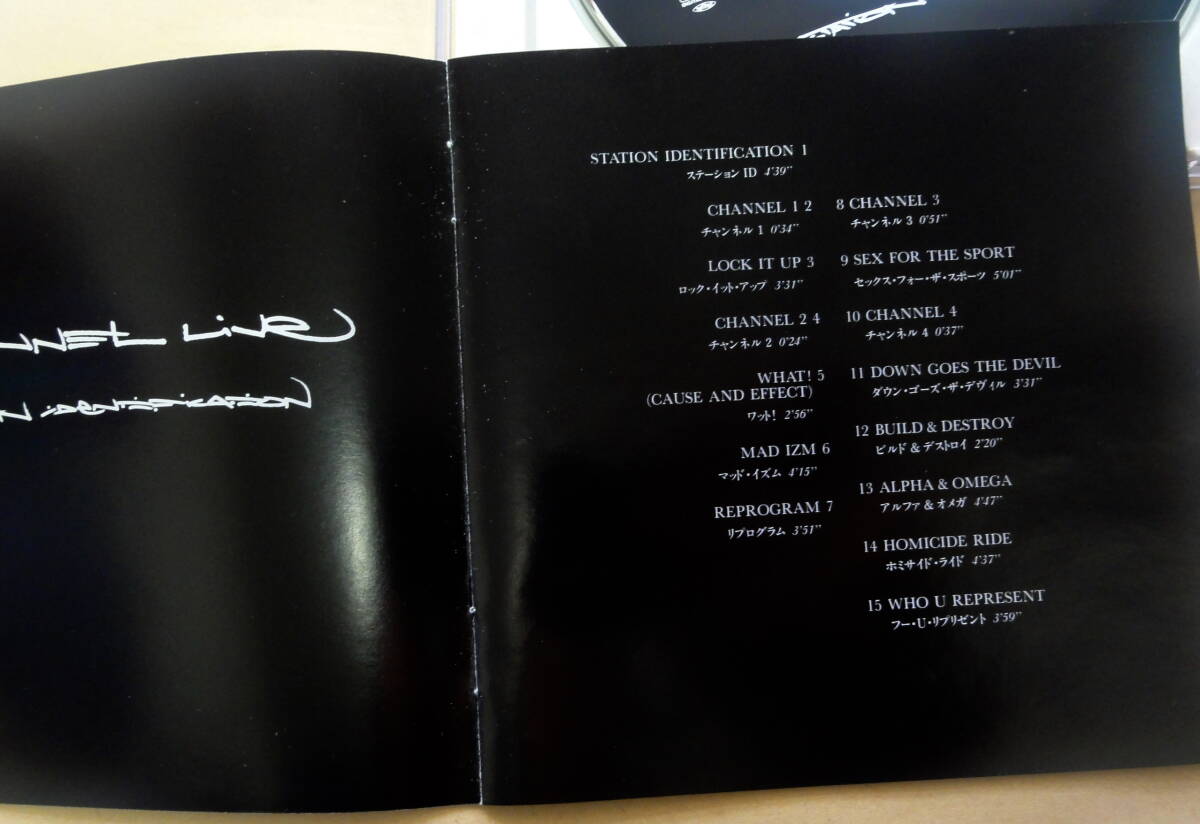 NNEL LIVE
N IDENTIFICATION
STATION IDENTIFICATION 1
ステーション ID 4'39"
CHANNEL 1 2
チャンネル 1 0'34"
LOCK IT UP 3
ロック・イット・アップ 3'31"
CHANNEL 2 4
チャンネル 2 0'24"
WHAT! 5
(CAUSE AND EFFECT)
ワット! 2'56"
MAD IZM 6
マッド・イズム 4'15"
REPROGRAM 7
リプログラム 3'51"
8 CHANNEL 3
チャンネル 3 0'51"
9 SEX FOR THE SPORT
セックス・フォー・ザ・スポーツ 5'01"
10 CHANNEL 4
チャンネル 4 0'37"
11 DOWN GOES THE DEVIL
ダウン・ゴーズ・ザ・デヴィル 3'31"
12 BUILD & DESTROY
ビルド & デストロイ 2'20"
13 ALPHA & OMEGA
アルファ & オメガ 4'47"
14 HOMICIDE RIDE
ホミサイド・ライド 4'37"
15 WHO U REPRESENT
フー・U・リプリゼント 3'59"